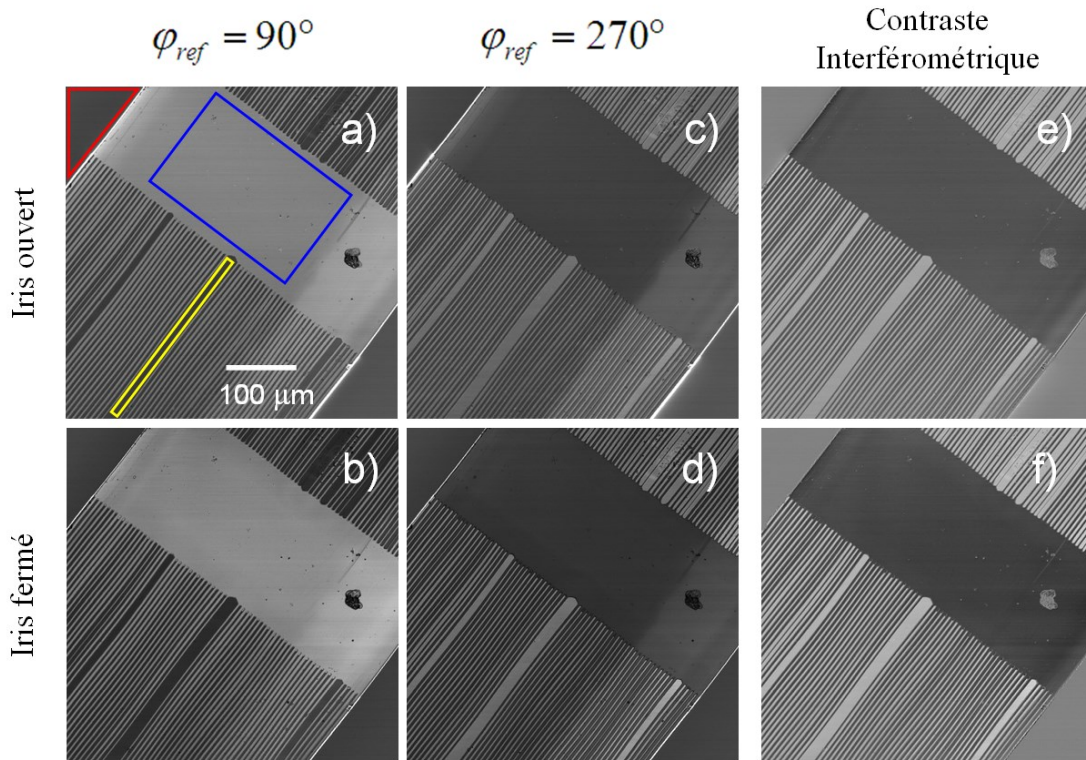 φref = 90°
φref = 270°
Contraste
Interférométrique
Iris ouvert
a)
c)
e)
100 µm
Iris fermé
b)
d)
f)